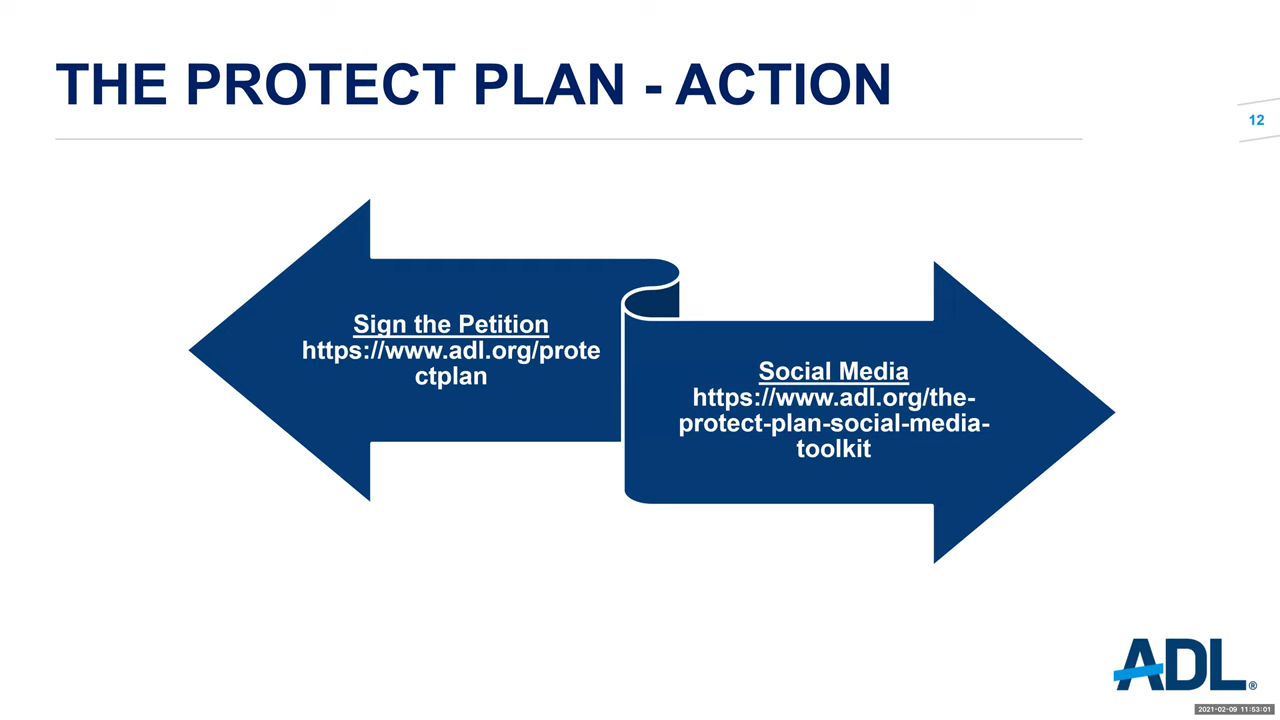 THE PROTECT PLAN - ACTION
12
Sign the Petition
https://www.adl.org/prote
ctplan
Social Media
https://www.adl.org/the-
protect-plan-social-media-
toolkit
ADL®
2021-02-09 11:53:01